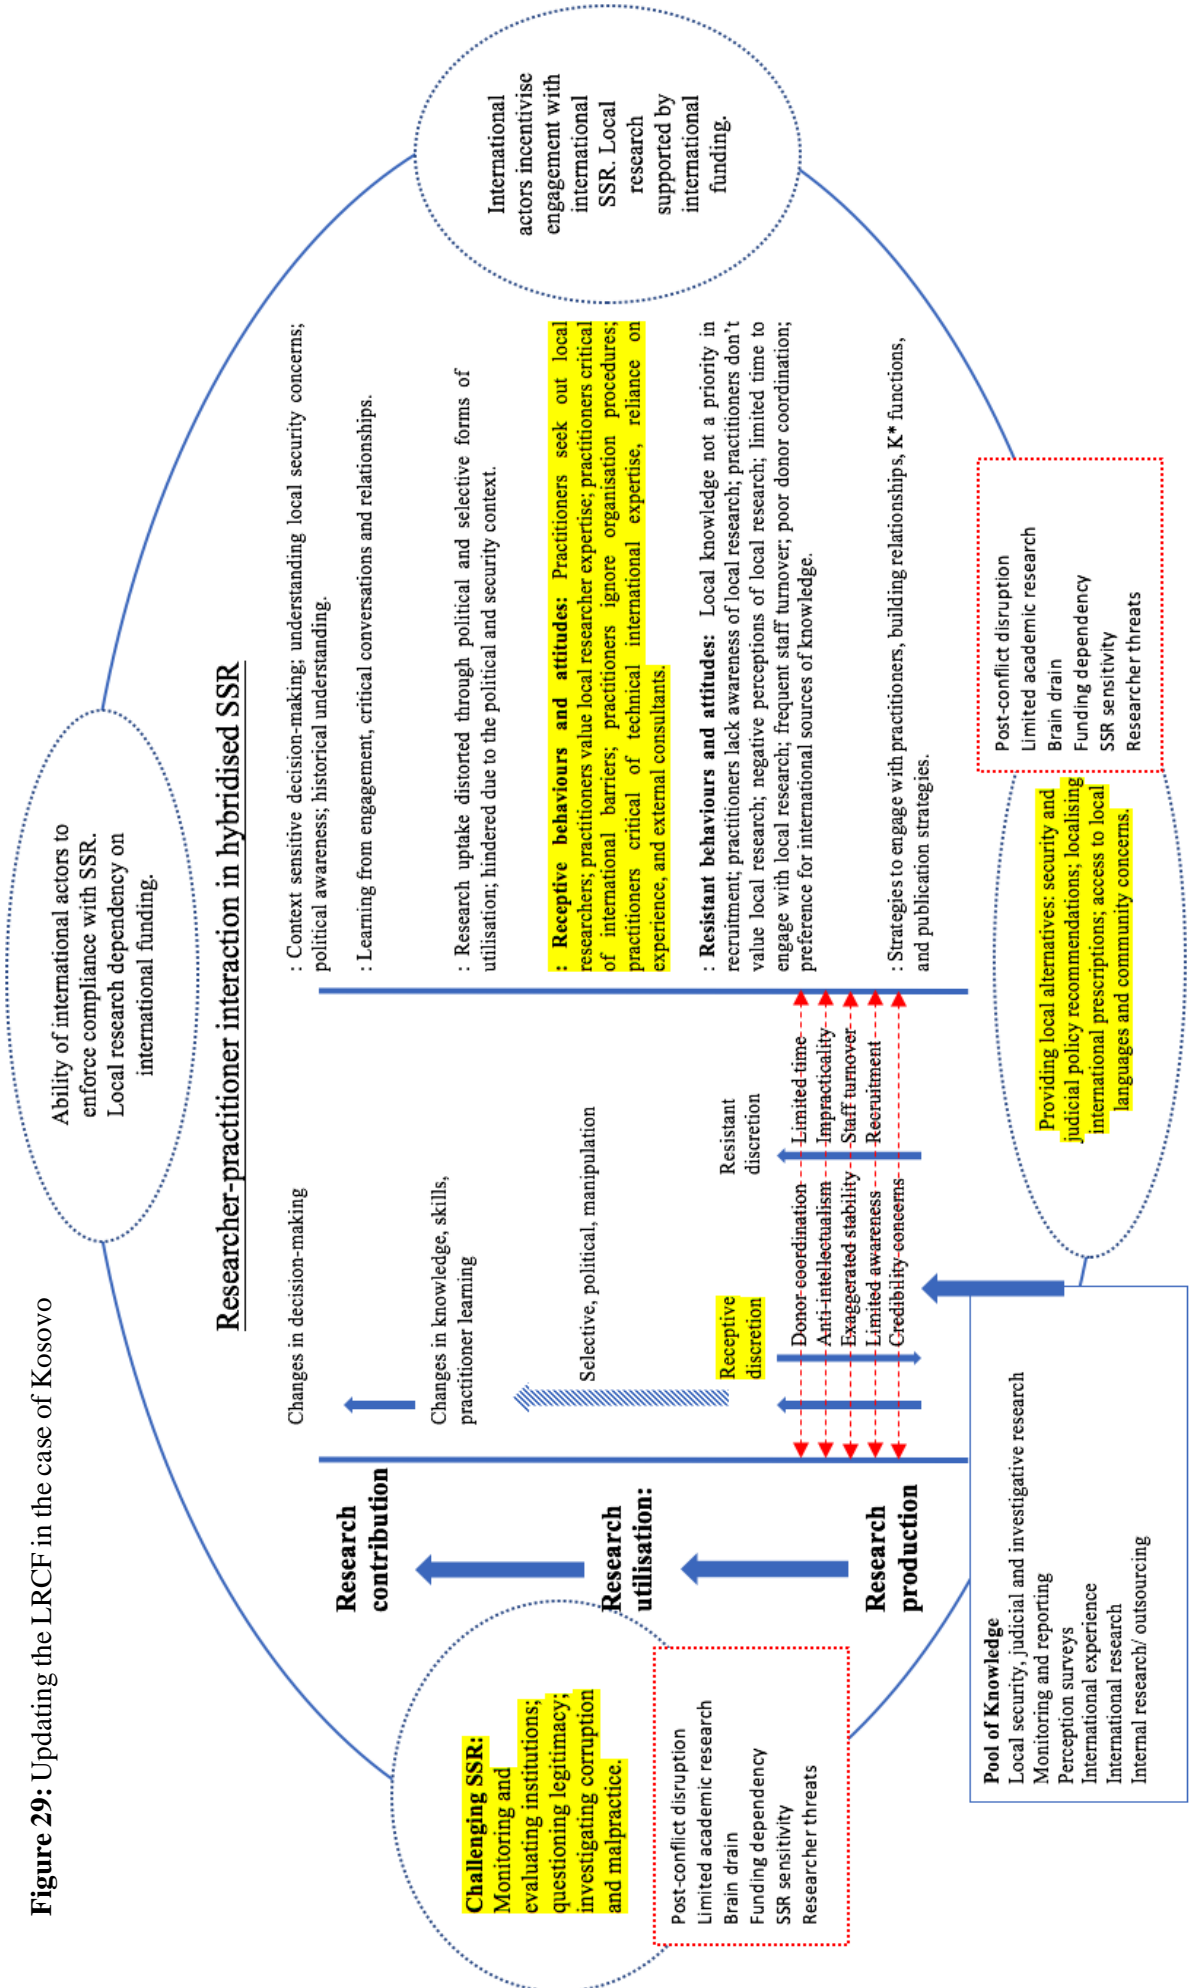 Figure 29: Updating the LRCF in the case of Kosovo
Ability of international actors to
enforce compliance with SSR.
Local research dependency on
international funding.
Researcher-practitioner interaction in hybridised SSR
Challenging SSR:
Monitoring and
evaluating institutions;
questioning legitimacy;
investigating corruption
and malpractice.
Post-conflict disruption
Limited academic research
Brain drain
Funding dependency
SSR sensitivity
Researcher threats
Research
contribution
Research
utilisation:
Research
production
Changes in decision-making
Changes in knowledge, skills,
practitioner learning
Selective, political, manipulation
Receptive
discretion
Resistant
discretion
Donor coordination Limited time
Anti-intellectualism Impracticality
Exaggerated stability Staff turnover
Limited awareness Recruitment
Credibility concerns
: Context sensitive decision-making; understanding local security concerns;
political awareness; historical understanding.
: Learning from engagement, critical conversations and relationships.
: Research uptake distorted through political and selective forms of
utilisation; hindered due to the political and security context.
: Receptive behaviours and attitudes: Practitioners seek out local
researchers; practitioners value local researcher expertise; practitioners critical
of international barriers; practitioners ignore organisation procedures;
practitioners critical of technical international expertise, reliance on
experience, and external consultants.
: Resistant behaviours and attitudes: Local knowledge not a priority in
recruitment; practitioners lack awareness of local research; practitioners don't
value local research; negative perceptions of local research; limited time to
engage with local research; frequent staff turnover; poor donor coordination;
preference for international sources of knowledge.
: Strategies to engage with practitioners, building relationships, K* functions,
and publication strategies.
International
actors incentivise
engagement with
international
SSR. Local
research
supported by
international
funding.
Pool of Knowledge
Local security, judicial and investigative research
Monitoring and reporting
Perception surveys
International experience
International research
Internal research/ outsourcing
Providing local alternatives: security and
judicial policy recommendations; localising
international prescriptions; access to local
languages and community concerns.
Post-conflict disruption
Limited academic research
Brain drain
Funding dependency
SSR sensitivity
Researcher threats